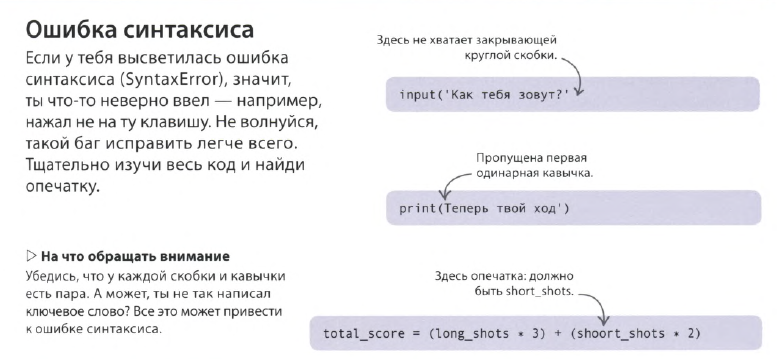 Ошибка синтаксиса
Если у тебя высветилась ошибка
синтаксиса (SyntaxError), значит,
ты что-то неверно ввел — например,
нажал не на ту клавишу. Не волнуйся,
такой баг исправить легче всего.
Тщательно изучи весь код и найди
опечатку.
▷ На что обращать внимание
Убедись, что у каждой скобки и кавычки
есть пара. А может, ты не так написал
ключевое слово? Все это может привести
к ошибке синтаксиса.
Здесь не хватает закрывающей
круглой скобки.
input('Как тебя зовут?'
Пропущена первая
одинарная кавычка.
print(Теперь твой ход')
Здесь опечатка: должно
быть short_shots.
total_score = (long_shots * 3) + (shoort_shots * 2)